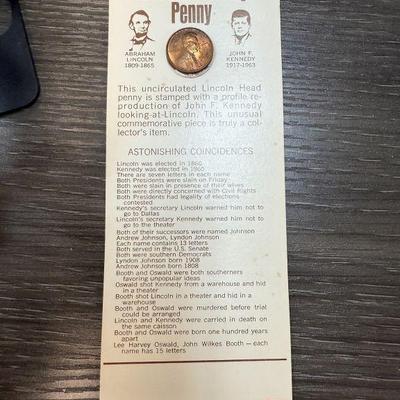 Penny
ABRAHAM
LINCOLN
1809-1865
JOHN F.
KENNEDY
1917-1963
This uncirculated Lincoln Head
penny is stamped with a profile re-
production of John F. Kennedy
looking-at-Lincoln. This unusual
commemorative piece is truly a col-
lector's item.
ASTONISHING COINCIDENCES
Lincoln was elected in 1860
Kennedy was elected in 1960
There are seven letters in each name
Both Presidents were slain on Friday
Both were slain in presence of their wives
Both were directly concerned with Civil Rights
Both Presidents had legality of elections
contested
Kennedy's secretary Lincoln warned him not to
go to Dallas
Lincoln's secretary Kennedy warned him not to
go to the theater
Both of their successors were named Johnson
Andrew Johnson, Lyndon Johnson
Each name contains 13 letters
Both served in the U.S. Senate
Both were southern Democrats
Lyndon Johnson born 1908
Andrew Johnson born 1808
Booth and Oswald were both southerners
favoring unpopular ideas
Oswald shot Kennedy from a warehouse and hid
in a theater
Booth shot Lincoln in a theater and hid in a
warehouse
Booth and Oswald were murdered before trial
could be arranged
Lincoln and Kennedy were carried in death on
the same caisson
Booth and Oswald were born one hundred years
apart
Lee Harvey Oswald, John Wilkes Booth — each
name has 15 letters